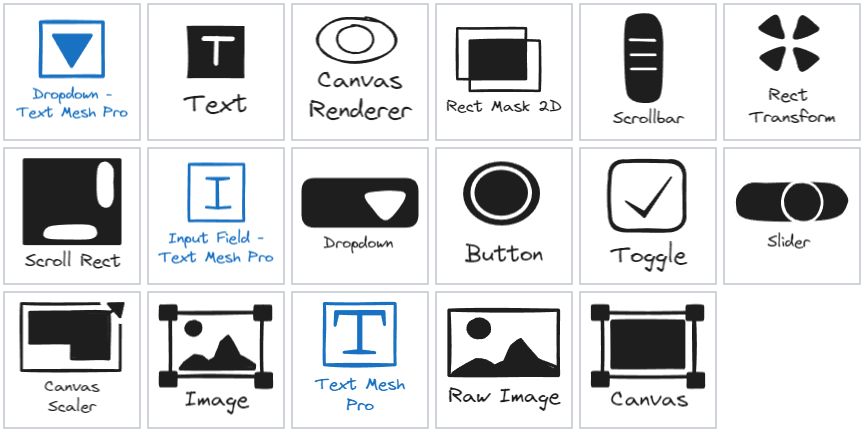 Dropdown -
Text Mesh Pro
T
Text
Canvas
Renderer
Rect Mask 2D
Scrollbar
Rect
Transform
Scroll Rect
I
Input Field -
Text Mesh Pro
Dropdown
Button
Toggle
Slider
Canvas
Scaler
Image
T
Text Mesh
Pro
Raw Image
Canvas